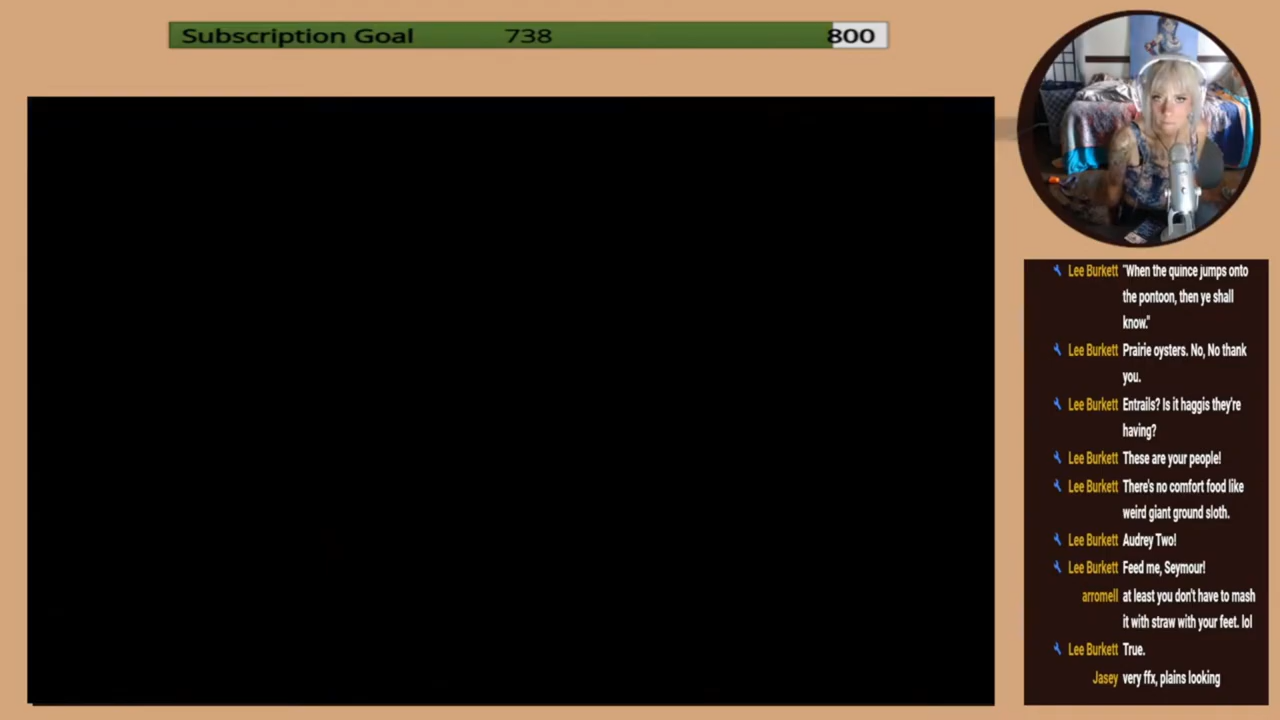 Subscription Goal 738 800
Lee Burkett "When the quince jumps onto
the pontoon, then ye shall
know."
Lee Burkett Prairie oysters. No, No thank
you.
Lee Burkett Entrails? Is it haggis they're
having?
Lee Burkett These are your people!
Lee Burkett There's no comfort food like
weird giant ground sloth.
Lee Burkett Audrey Two!
Lee Burkett Feed me, Seymour!
arromell at least you don't have to mash
it with straw with your feet. lol
Lee Burkett True.
Jasey very ffx, plains looking